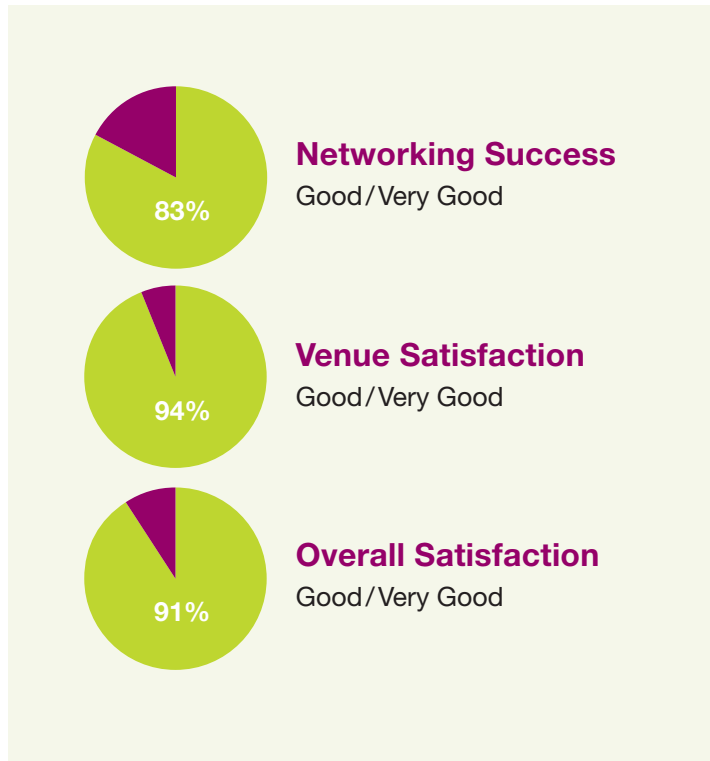 83%
Networking Success
Good/Very Good
94%
Venue Satisfaction
Good/Very Good
91%
Overall Satisfaction
Good/Very Good